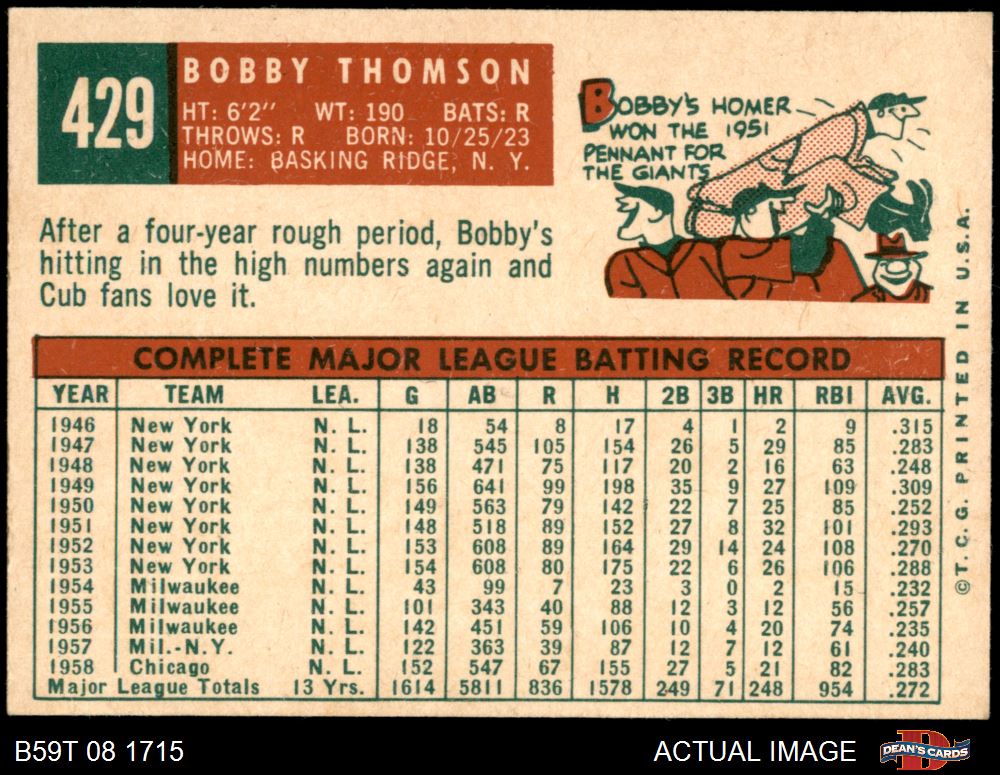 429
BOBBY THOMSON
HT: 6'2" WT: 190 BATS: R
THROWS: R BORN: 10/25/23
HOME: BASKING RIDGE, N. Y.
BOBBY'S HOMER
WON THE 1951
PENNANT FOR
THE GIANTS
After a four-year rough period, Bobby's
hitting in the high numbers again and
Cub fans love it.
COMPLETE MAJOR LEAGUE BATTING RECORD
YEAR TEAM LEA. G AB R H 2B 3B HR RBI AVG.
1946 New York N. L. 18 54 8 17 4 1 2 9 .315
1947 New York N. L. 138 545 105 154 26 5 29 85 .283
1948 New York N. L. 138 471 75 117 20 2 16 63 .248
1949 New York N. L. 156 641 99 198 35 9 27 109 .309
1950 New York N. L. 149 563 79 142 22 7 25 85 .252
1951 New York N. L. 148 518 89 152 27 8 32 101 .293
1952 New York N. L. 153 608 89 164 29 14 24 108 .270
1953 New York N. L. 154 608 80 175 22 6 26 106 .288
1954 Milwaukee N. L. 43 99 7 23 3 0 2 15 .232
1955 Milwaukee N. L. 101 343 40 88 12 3 12 56 .257
1956 Milwaukee N. L. 142 451 59 106 10 4 20 74 .235
1957 Mil.-N.Y. N. L. 122 363 39 87 12 7 12 61 .240
1958 Chicago N. L. 152 547 67 155 27 5 21 82 .283
Major League Totals 13 Yrs. 1614 5811 836 1578 249 71 248 954 .272
© T. C. G. PRINTED IN U.S.A.
B59T 08 1715
ACTUAL IMAGE
DEAN'S CARDS